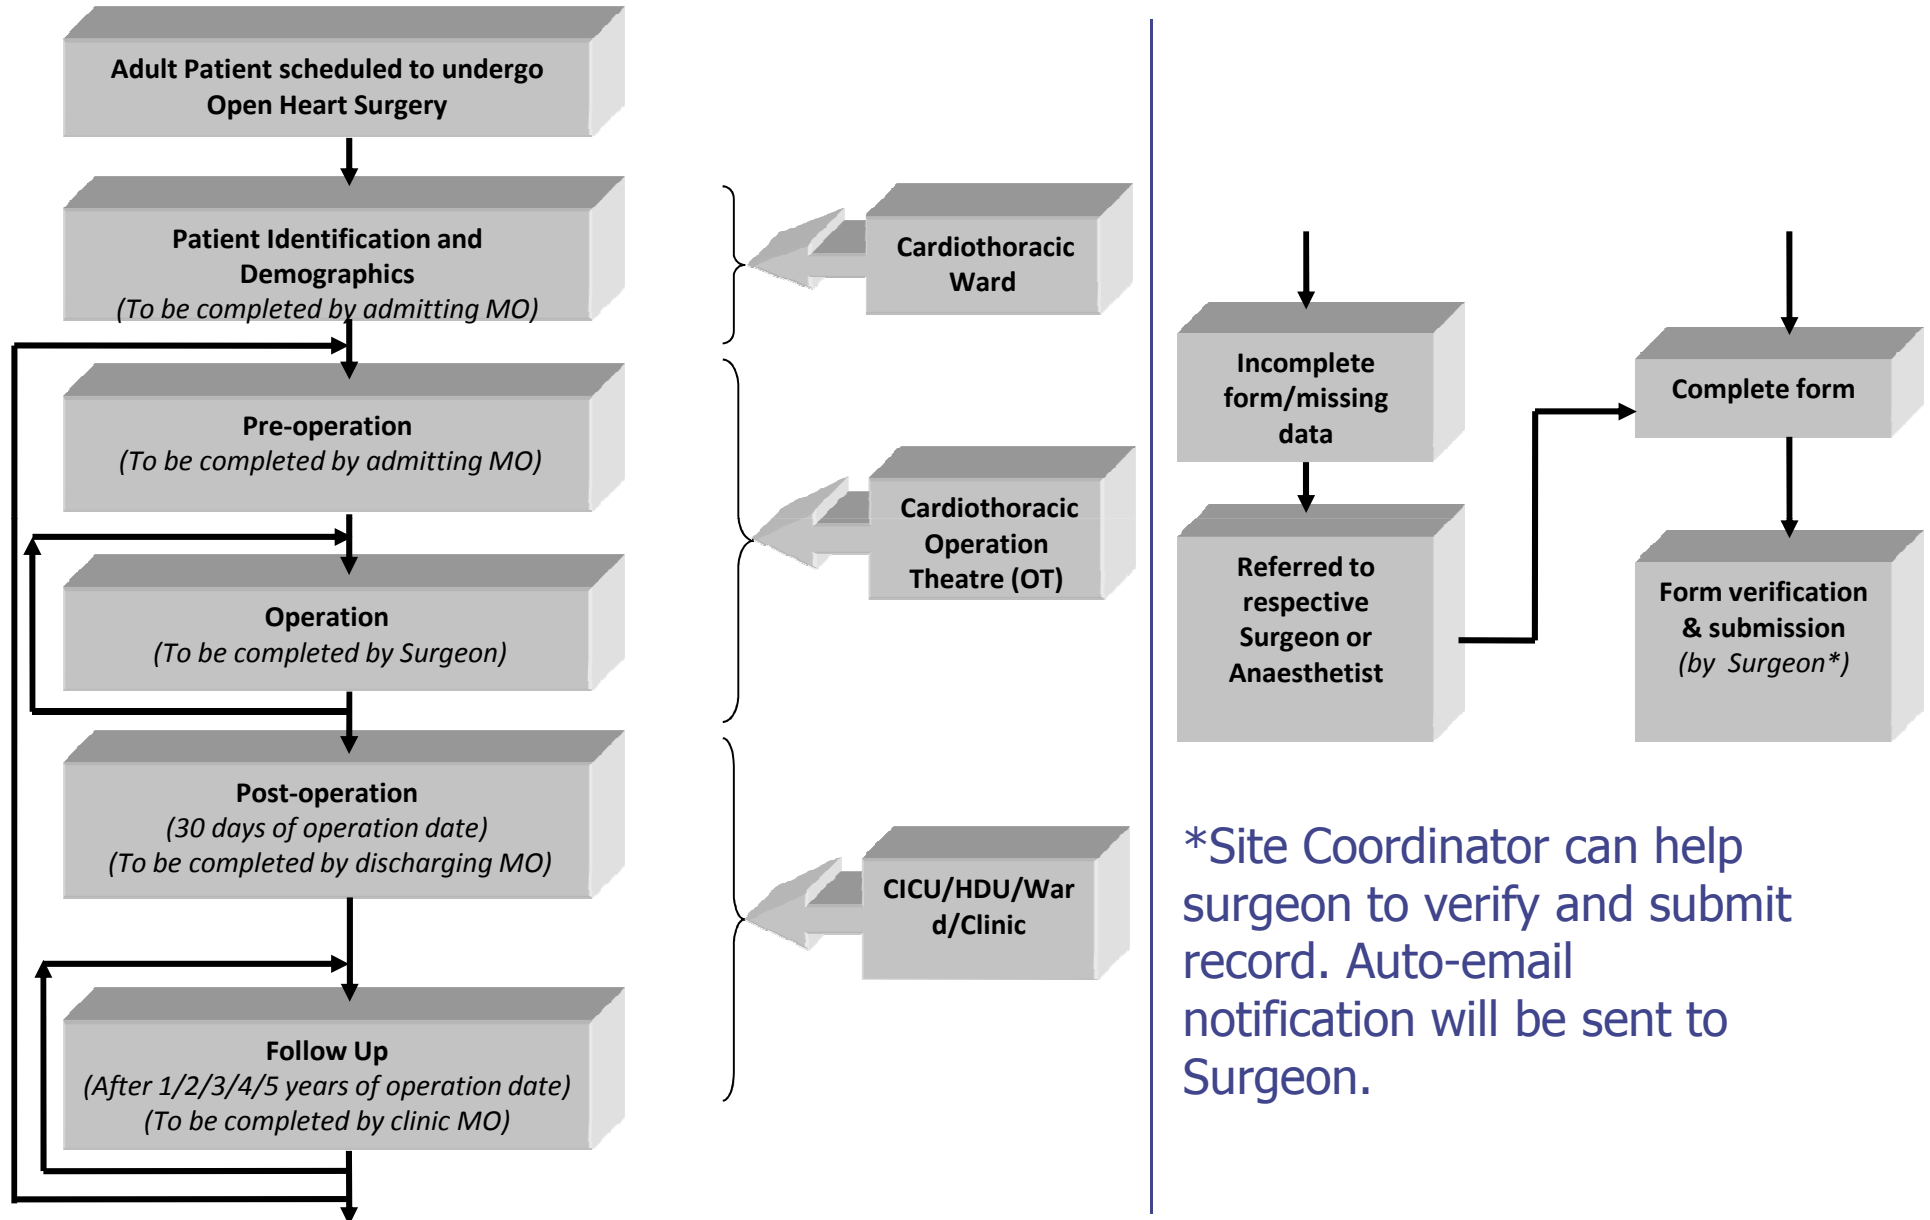 Adult Patient scheduled to undergo
Open Heart Surgery
Patient Identification and
Demographics
(To be completed by admitting MO)
Pre-operation
(To be completed by admitting MO)
Operation
(To be completed by Surgeon)
Post-operation
(30 days of operation date)
(To be completed by discharging MO)
Follow Up
(After 1/2/3/4/5 years of operation date)
(To be completed by clinic MO)
Cardiothoracic
Ward
Cardiothoracic
Operation
Theatre (OT)
CICU/HDU/War
d/Clinic
Incomplete
form/missing
data
Referred to
respective
Surgeon or
Anaesthetist
Complete form
Form verification
& submission
(by Surgeon*)
*Site Coordinator can help
surgeon to verify and submit
record. Auto-email
notification will be sent to
Surgeon.